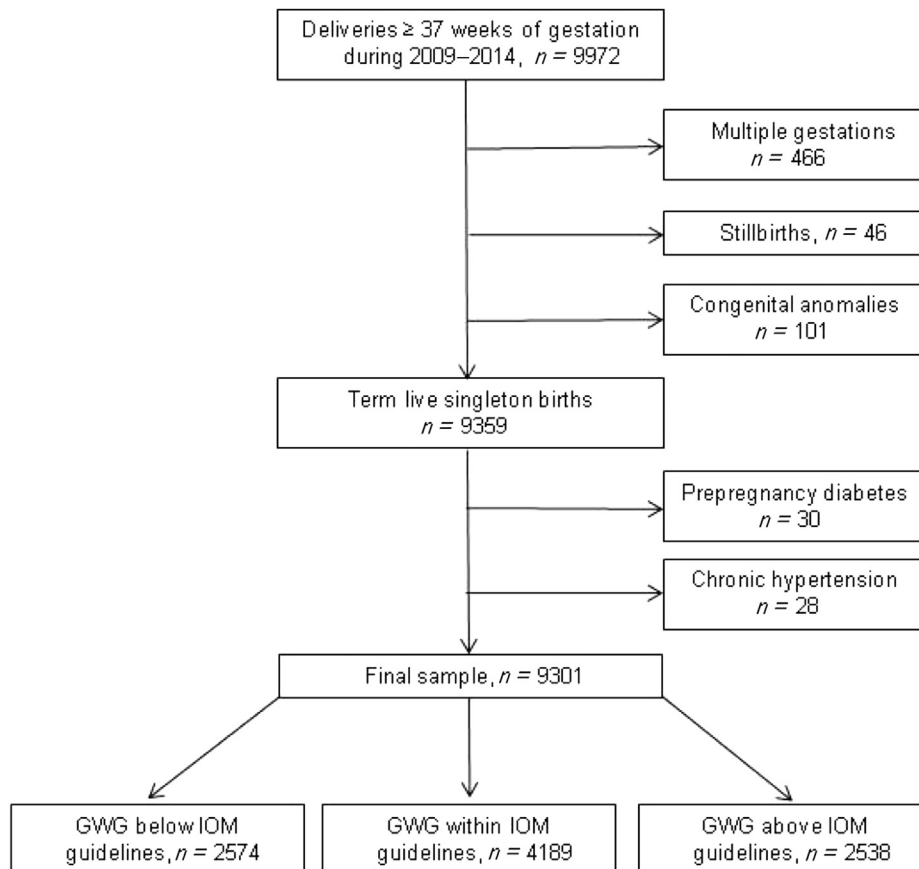 Deliveries ≥ 37 weeks of gestation
during 2009–2014, n = 9972
Multiple gestations
n = 466
Stillbirths, n = 46
Congenital anomalies
n = 101
Term live singleton births
n = 9359
Prepregnancy diabetes
n = 30
Chronic hypertension
n = 28
Final sample, n = 9301
GWG below IOM
guidelines, n = 2574
GWG within IOM
guidelines, n = 4189
GWG above IOM
guidelines, n = 2538